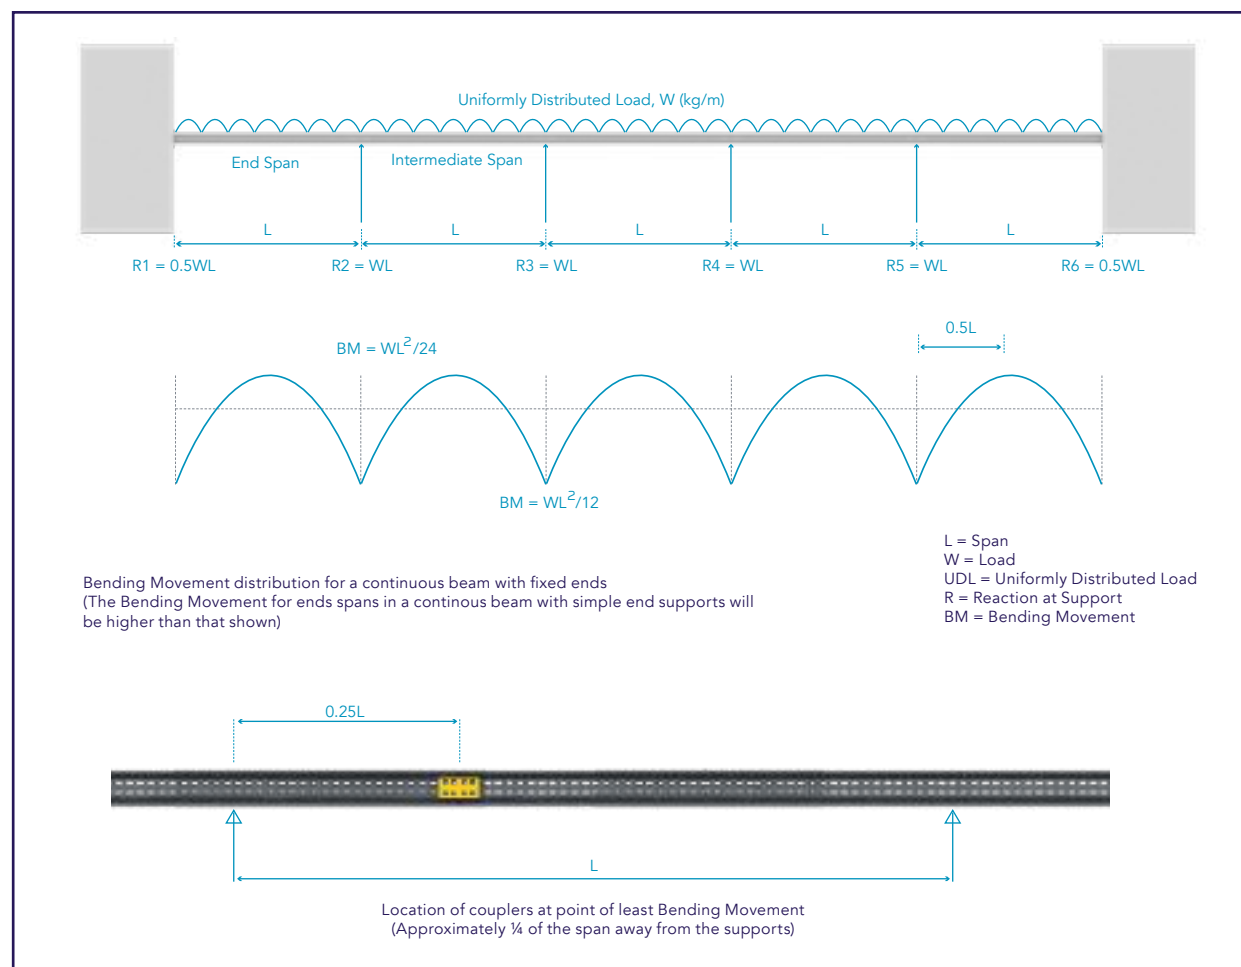 Uniformly Distributed Load, W (kg/m)
End Span
Intermediate Span
L
L
L
L
L
R1 = 0.5WL
R2 = WL
R3 = WL
R4 = WL
R5 = WL
R6 = 0.5WL
0.5L
BM = WL²/24
BM = WL²/12
L = Span
W = Load
UDL = Uniformly Distributed Load
R = Reaction at Support
BM = Bending Movement
Bending Movement distribution for a continuous beam with fixed ends
(The Bending Movement for ends spans in a continous beam with simple end supports will
be higher than that shown)
0.25L
L
Location of couplers at point of least Bending Movement
(Approximately ¼ of the span away from the supports)